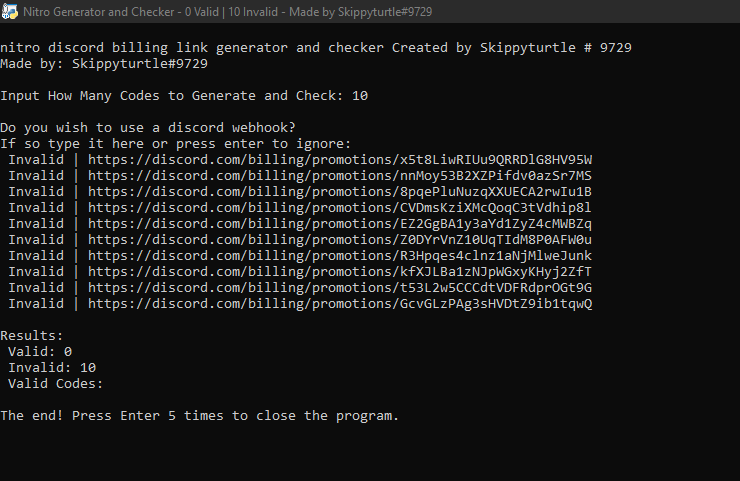 Nitro Generator and Checker - 0 Valid | 10 Invalid - Made by Skippyturtle#9729
nitro discord billing link generator and checker Created by Skippyturtle # 9729
Made by: Skippyturtle#9729
Input How Many Codes to Generate and Check: 10
Do you wish to use a discord webhook?
If so type it here or press enter to ignore:
Invalid | https://discord.com/billing/promotions/x5t8LiwRIUu9QRRDlG8HV95W
Invalid | https://discord.com/billing/promotions/nnMoy53B2XZPifdv0azSr7MS
Invalid | https://discord.com/billing/promotions/8pqePluNuzqXXUECA2rwIu1B
Invalid | https://discord.com/billing/promotions/CVDmsKziXMcQoqC3tVdhip8l
Invalid | https://discord.com/billing/promotions/EZ2GgBA1y3aYd1ZyZ4cMWBZq
Invalid | https://discord.com/billing/promotions/Z0DYrVnZ10UqTIdM8P0AFW0u
Invalid | https://discord.com/billing/promotions/R3Hpqes4clnz1aNjMlweJunk
Invalid | https://discord.com/billing/promotions/kfXJLBa1zNJpWGxyKHyj2ZfT
Invalid | https://discord.com/billing/promotions/t53L2w5CCCdtVDFRdprOGt9G
Invalid | https://discord.com/billing/promotions/GcvGLzPAg3sHVDtZ9ib1tqwQ
Results:
Valid: 0
Invalid: 10
Valid Codes:
The end! Press Enter 5 times to close the program.